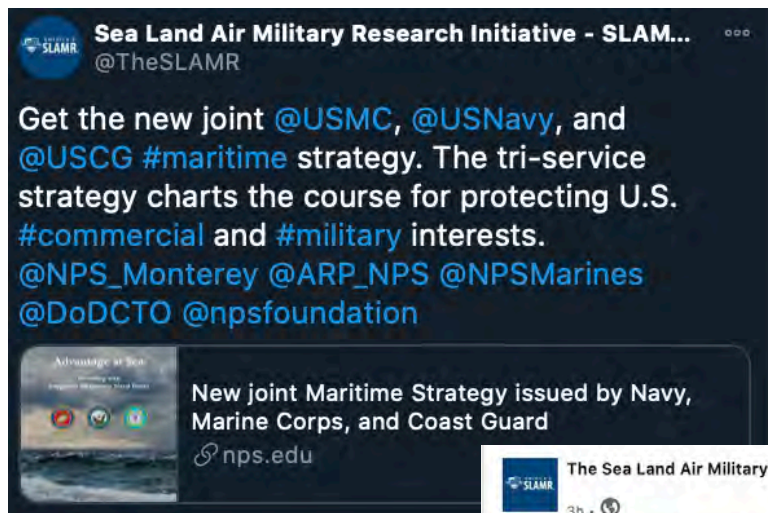 SLAMR
Sea Land Air Military Research Initiative - SLAM...
@TheSLAMR
Get the new joint @USMC, @USNavy, and
@USCG #maritime strategy. The tri-service
strategy charts the course for protecting U.S.
#commercial and #military interests.
@NPS_Monterey @ARP_NPS @NPSMarines
@DoDCTO @npsfoundation
Advantage at Sea
New joint Maritime Strategy issued by Navy,
Marine Corps, and Coast Guard
nps.edu
SLAMR
The Sea Land Air Military
3h